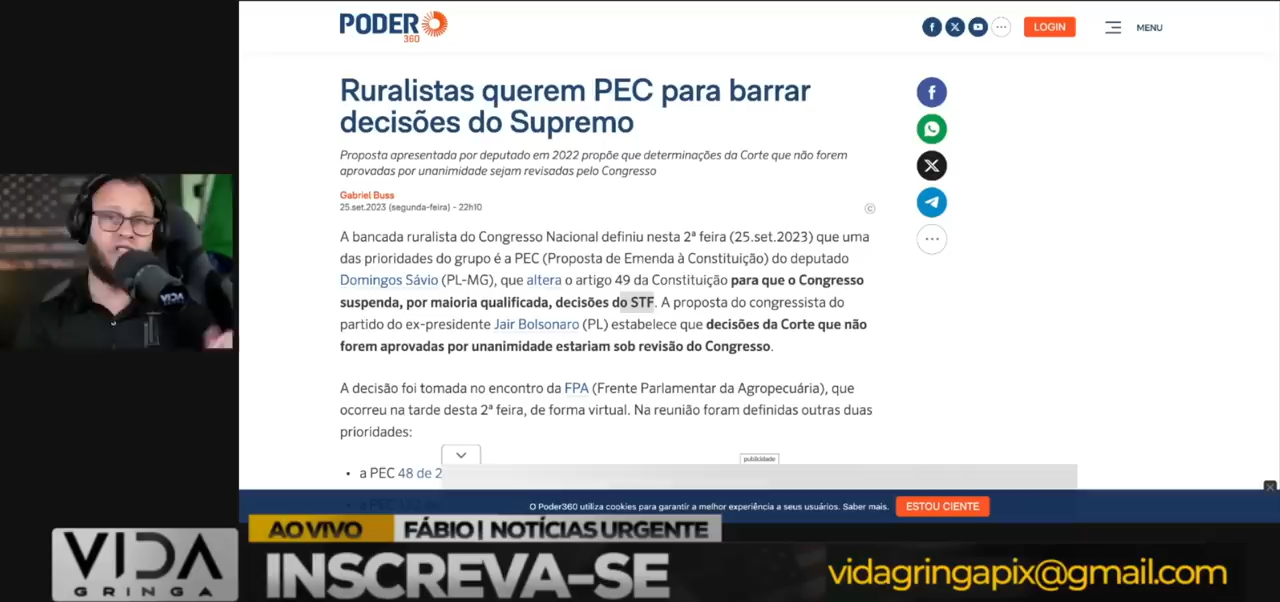 PODER
360
LOGIN
MENU
Ruralistas querem PEC para barrar
decisões do Supremo
Proposta apresentada por deputado em 2022 propõe que determinações da Corte que não forem
aprovadas por unanimidade sejam revisadas pelo Congresso
Gabriel Buss
25.set.2023 (segunda-feira) - 22h10
A bancada ruralista do Congresso Nacional definiu nesta 2ª feira (25.set.2023) que uma
das prioridades do grupo é a PEC (Proposta de Emenda à Constituição) do deputado
Domingos Sávio (PL-MG), que altera o artigo 49 da Constituição para que o Congresso
suspenda, por maioria qualificada, decisões do STF. A proposta do congressista do
partido do ex-presidente Jair Bolsonaro (PL) estabelece que decisões da Corte que não
forem aprovadas por unanimidade estariam sob revisão do Congresso.
A decisão foi tomada no encontro da FPA (Frente Parlamentar da Agropecuária), que
ocorreu na tarde desta 2ª feira, de forma virtual. Na reunião foram definidas outras duas
prioridades:
publicidade
• a PEC 48 de 2
O Poder360 utiliza cookies para garantir a melhor experiência a seus usuários. Saber mais.
ESTOU CIENTE
VIDA
AO VIVO FÁBIO | NOTÍCIAS URGENTE
VIDA
GRINGA
INSCREVA-SE
vidagringapix@gmail.com